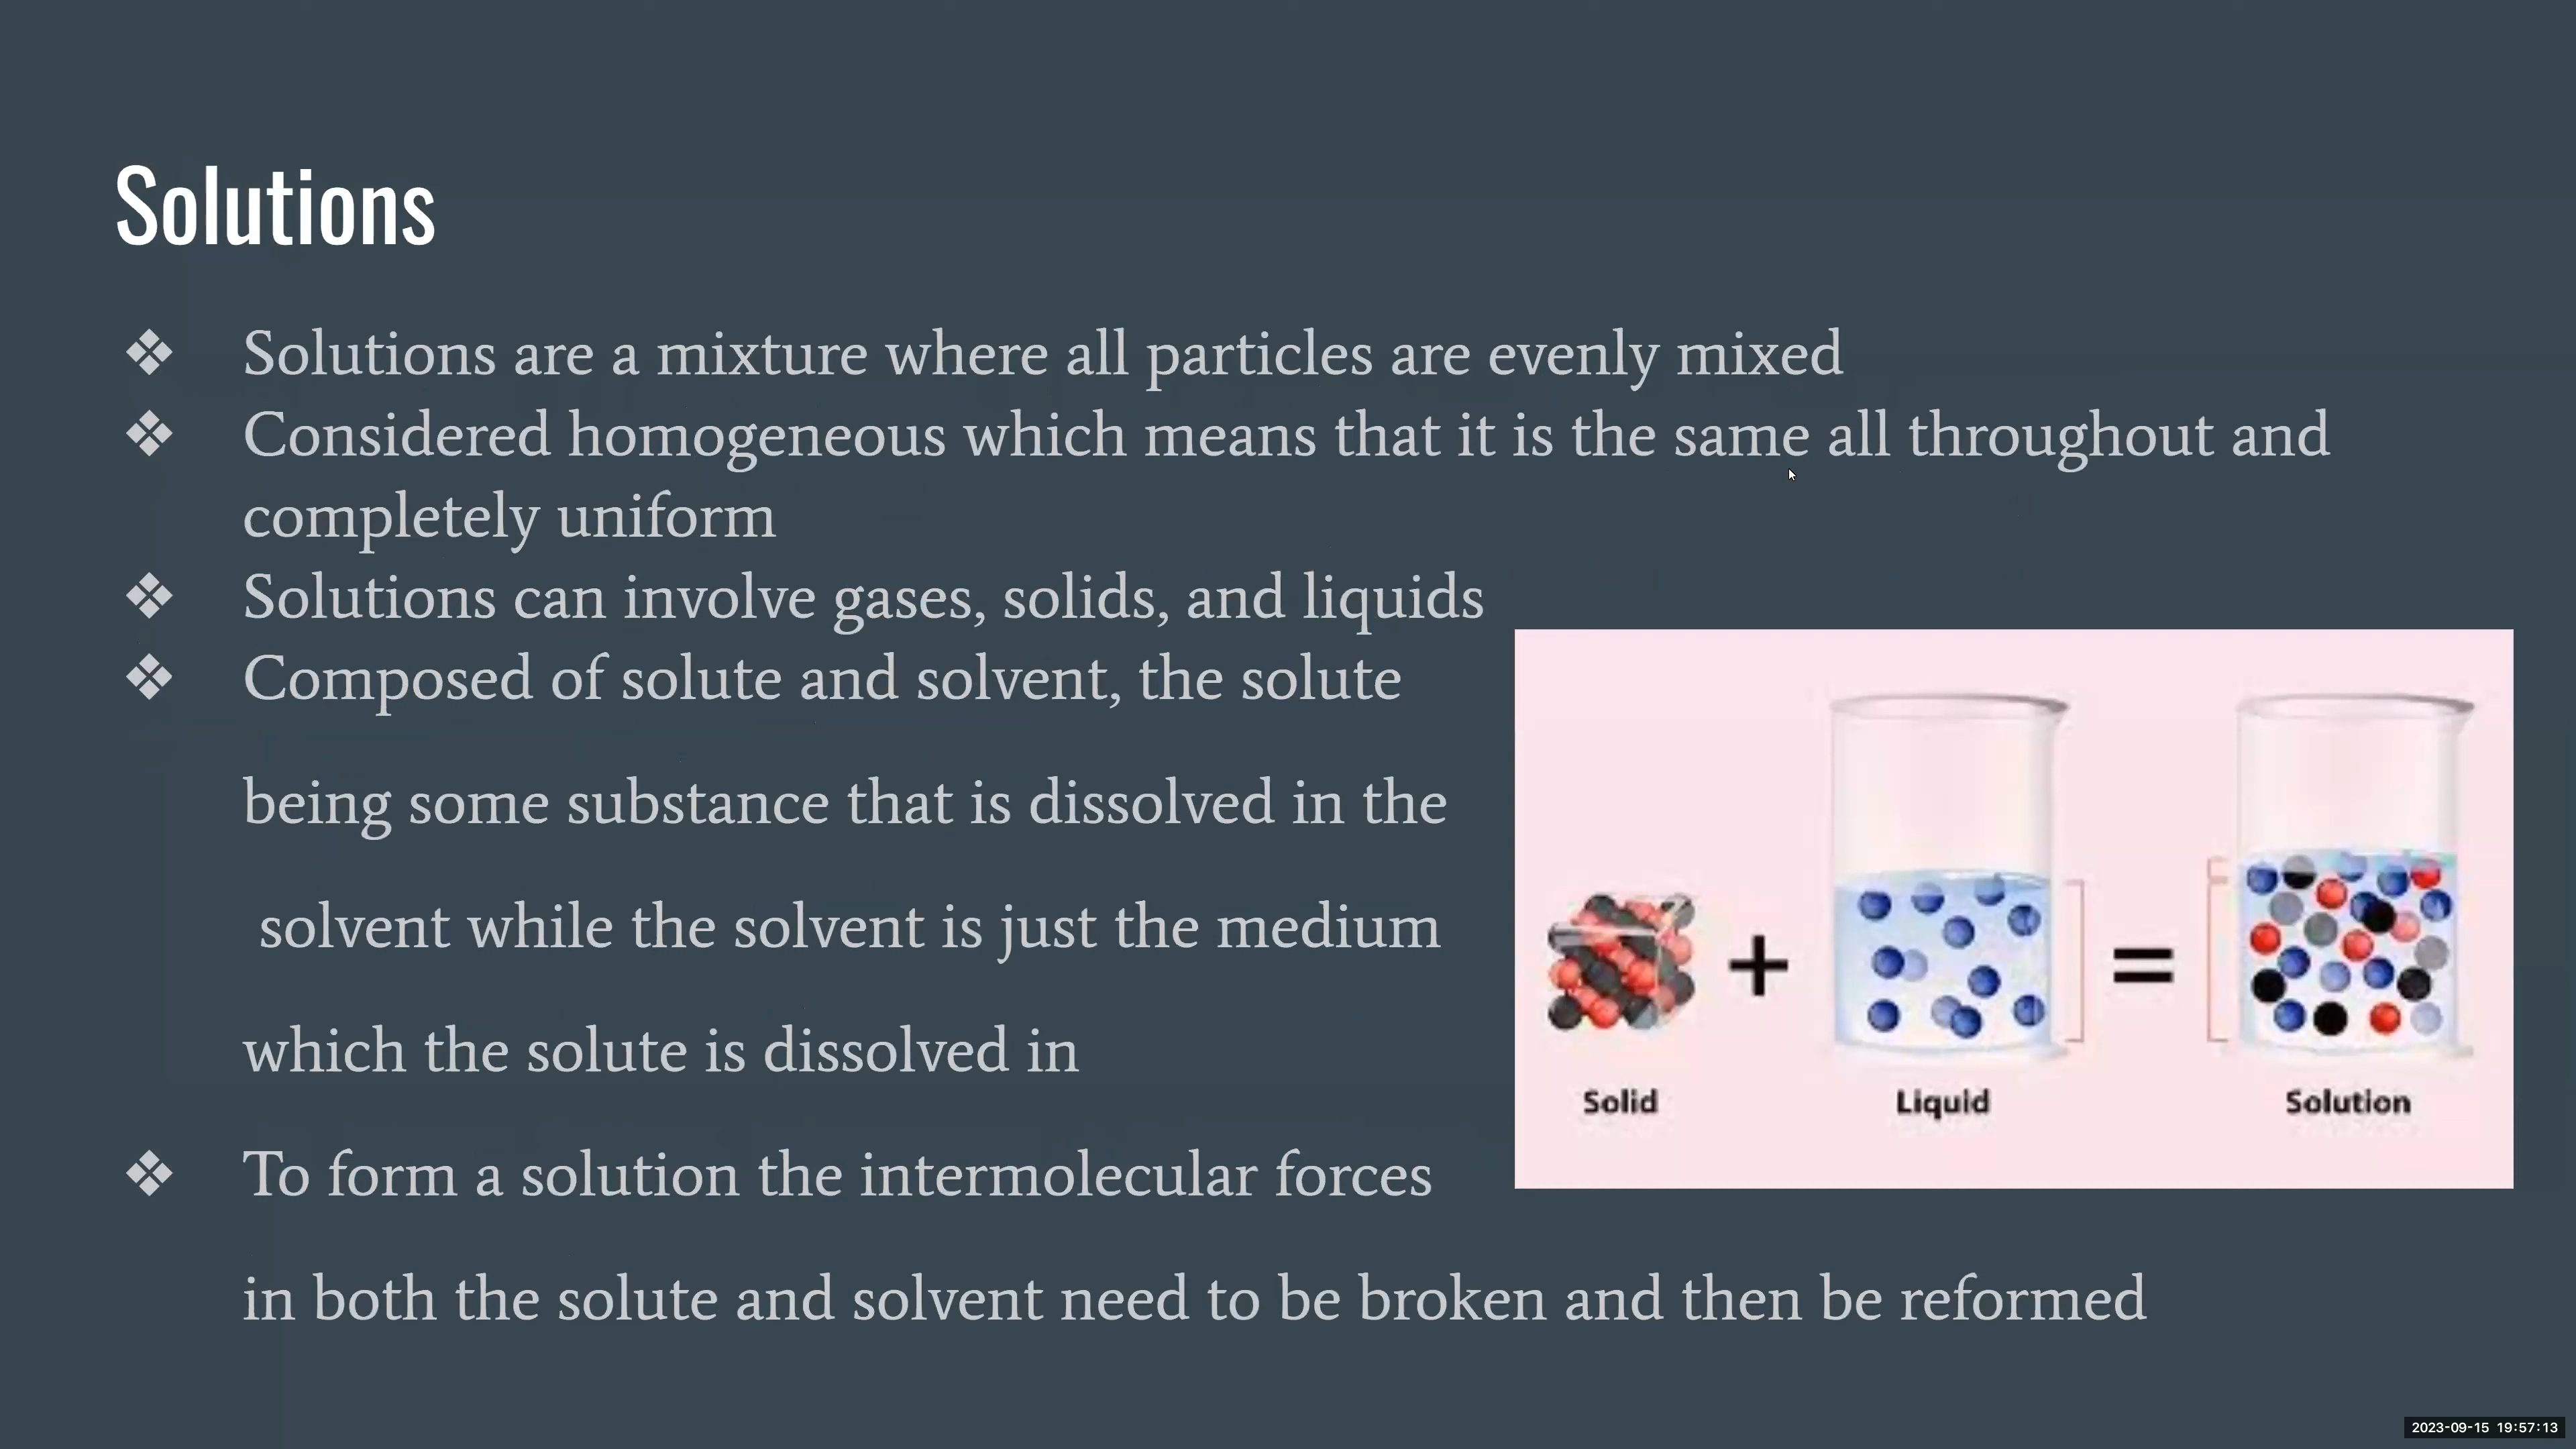 Solutions
❖ Solutions are a mixture where all particles are evenly mixed
❖ Considered homogeneous which means that it is the same all throughout and
completely uniform
❖ Solutions can involve gases, solids, and liquids
❖ Composed of solute and solvent, the solute
being some substance that is dissolved in the
solvent while the solvent is just the medium
which the solute is dissolved in
❖ To form a solution the intermolecular forces
in both the solute and solvent need to be broken and then be reformed
+
=
Solid
Liquid
Solution
2023-09-15 19:57:13